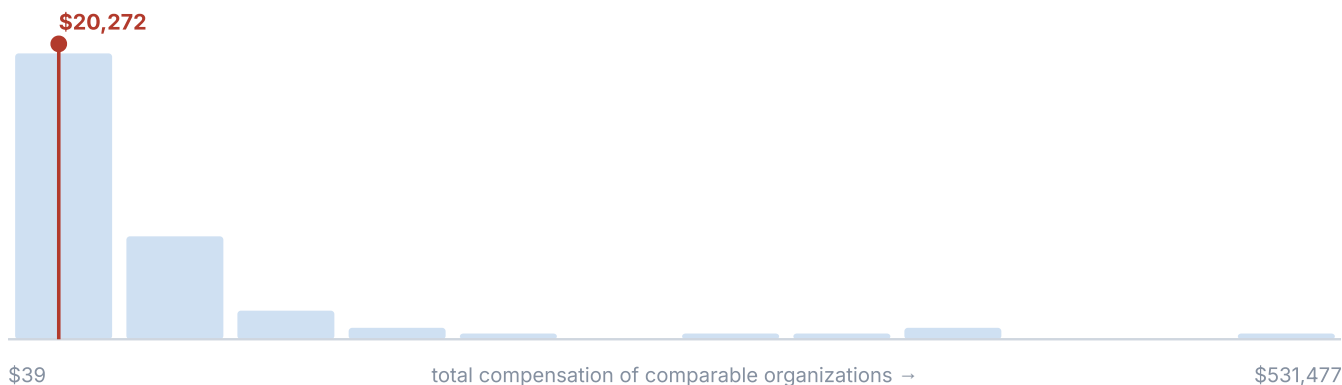 $20,272
$39 total compensation of comparable organizations → $531,477